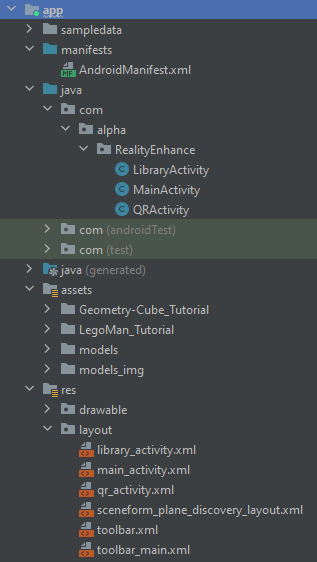 app
sampledata
manifests
AndroidManifest.xml
java
com
alpha
RealityEnhance
LibraryActivity
MainActivity
QRActivity
com (androidTest)
com (test)
java (generated)
assets
Geometry-Cube_Tutorial
LegoMan_Tutorial
models
models_img
res
drawable
layout
library_activity.xml
main_activity.xml
qr_activity.xml
sceneform_plane_discovery_layout.xml
toolbar.xml
toolbar_main.xml